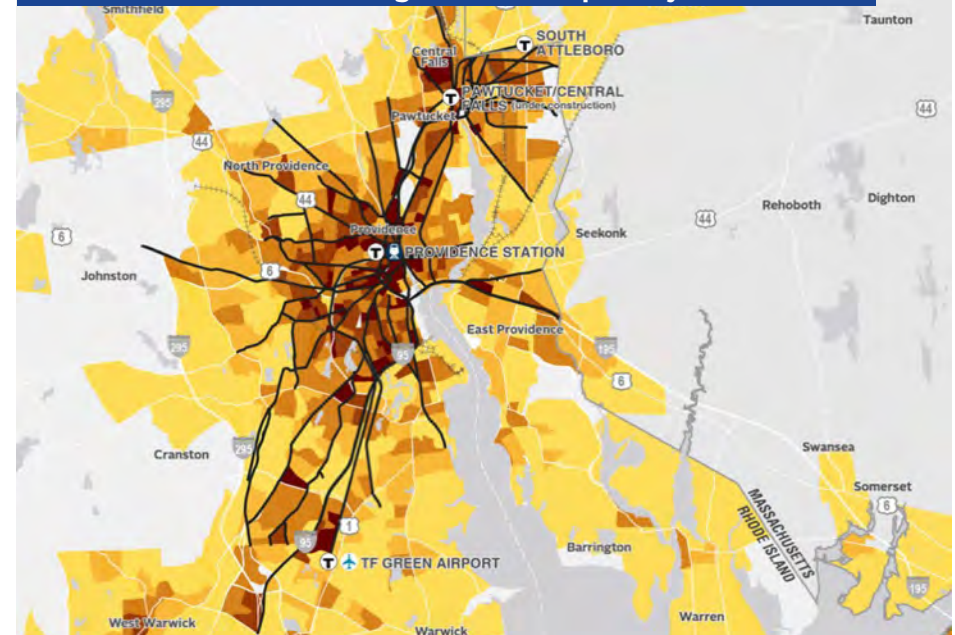 Smithfield
Taunton
SOUTH
ATTLEBORO
Central
Falls
PAWTUCKET/CENTRAL
FALLS (under construction)
T
T
295
44
Pawtucket
44
North Providence
44
Rehoboth
Dighton
44
6
Providence
Seekonk
T
PROVIDENCE STATION
Johnston
6
East Providence
295
95
195
6
Cranston
295
Swansea
Somerset
6
MASSACHUSETTS
RHODE ISLAND
1
95
Barrington
T
TF GREEN AIRPORT
195
West Warwick
Warwick
Warren